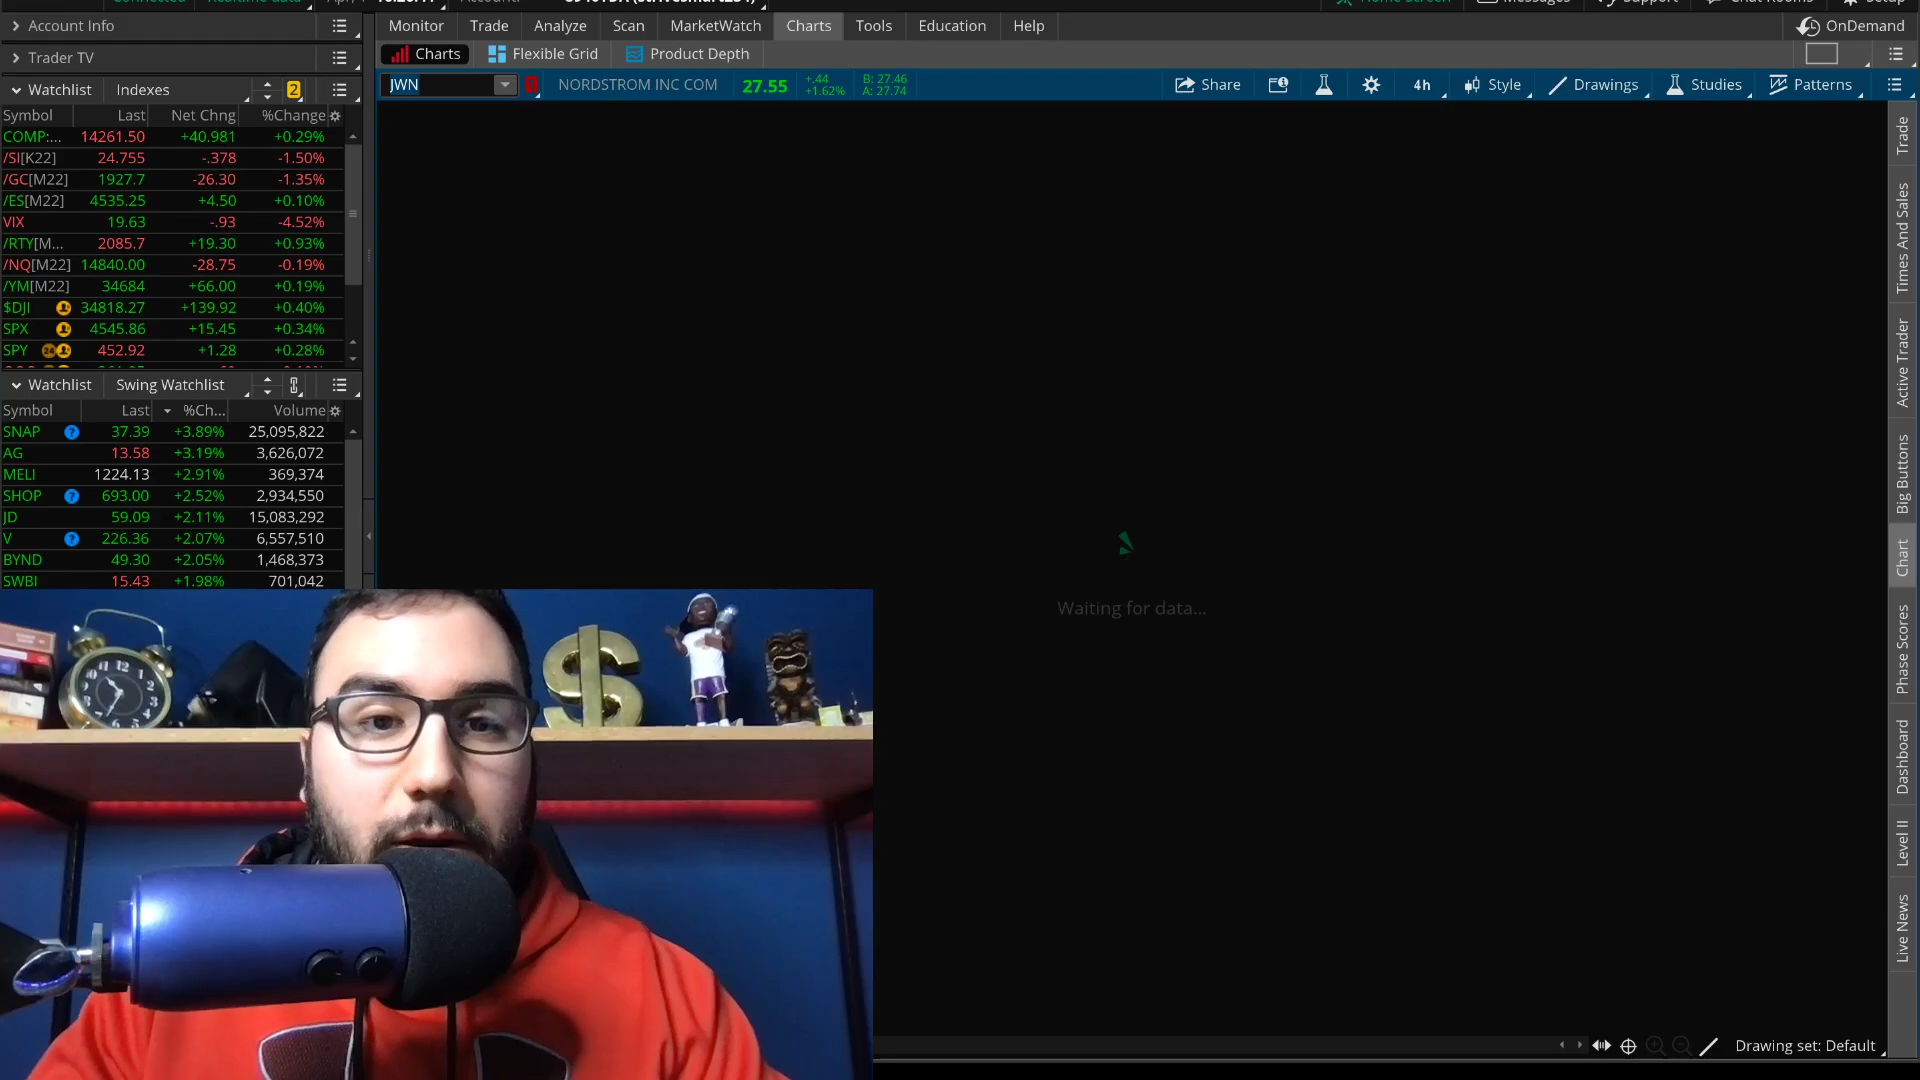 Account Info
Trader TV
Watchlist Indexes 2
Symbol Last Net Chng %Change
COMP:... 14261.50 +40.981 +0.29%
/SI[K22] 24.755 -.378 -1.50%
/GC[M22] 1927.7 -26.30 -1.35%
/ES[M22] 4535.25 +4.50 +0.10%
VIX 19.63 -.93 -4.52%
/RTY[M... 2085.7 +19.30 +0.93%
/NQ[M22] 14840.00 -28.75 -0.19%
/YM[M22] 34684 +66.00 +0.19%
$DJI 34818.27 +139.92 +0.40%
SPX 4545.86 +15.45 +0.34%
SPY 24 452.92 +1.28 +0.28%
Watchlist Swing Watchlist
Symbol Last %Ch... Volume
SNAP ? 37.39 +3.89% 25,095,822
AG 13.58 +3.19% 3,626,072
MELI 1224.13 +2.91% 369,374
SHOP ? 693.00 +2.52% 2,934,550
JD 59.09 +2.11% 15,083,292
V ? 226.36 +2.07% 6,557,510
BYND 49.30 +2.05% 1,468,373
SWBI 15.43 +1.98% 701,042
Monitor Trade Analyze Scan MarketWatch Charts Tools Education Help OnDemand
Charts Flexible Grid Product Depth
JWN NORDSTROM INC COM 27.55 +.44 +1.62% B: 27.46 A: 27.74 Share 4h Style Drawings Studies Patterns
Waiting for data...
Trade
Times And Sales
Active Trader
Big Buttons
Chart
Phase Scores
Dashboard
Level II
Live News
Drawing set: Default